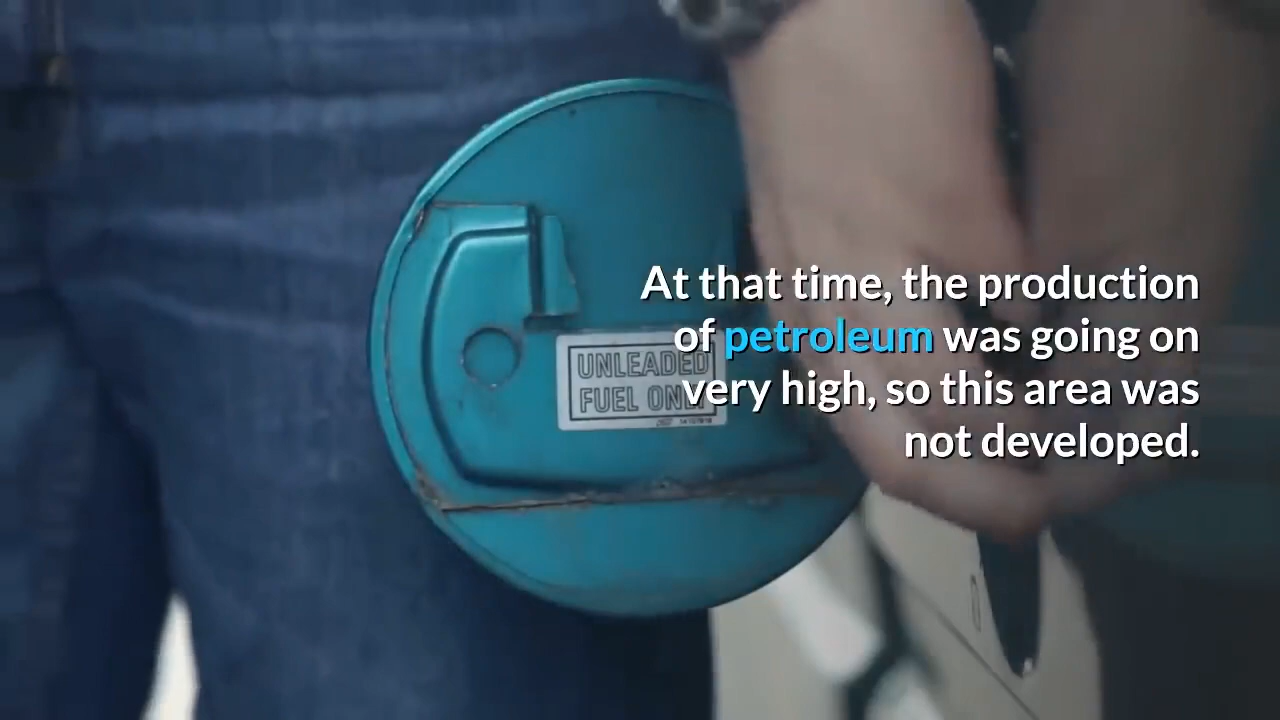 At that time, the production
of petroleum was going on
very high, so this area was
not developed.
UNLEADED
FUEL ONLY